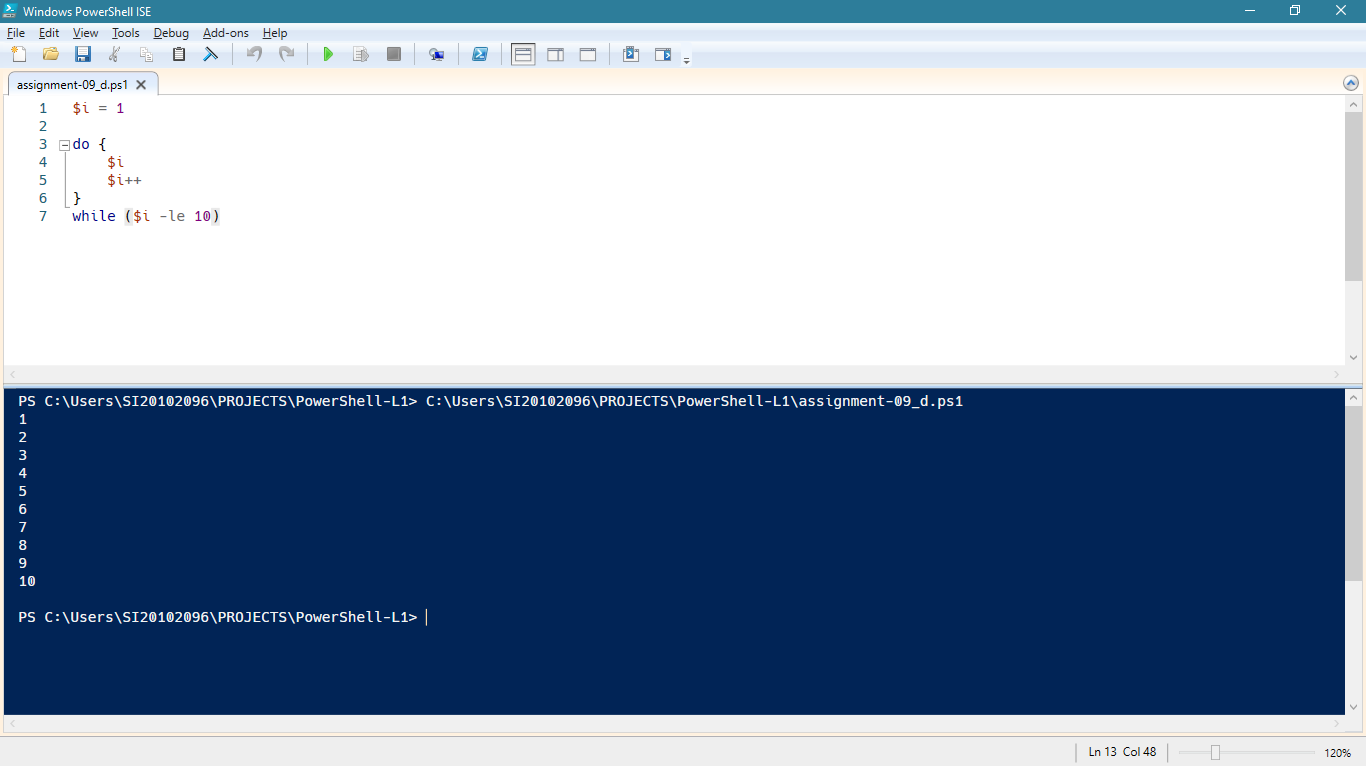 Windows PowerShell ISE
File Edit View Tools Debug Add-ons Help
assignment-09_d.ps1
1 $i = 1
2
3 do {
4 $i
5 $i++
6 }
7 while ($i -le 10)
PS C:\Users\SI20102096\PROJECTS\PowerShell-L1> C:\Users\SI20102096\PROJECTS\PowerShell-L1\assignment-09_d.ps1
1
2
3
4
5
6
7
8
9
10
PS C:\Users\SI20102096\PROJECTS\PowerShell-L1>
Ln 13 Col 48 120%